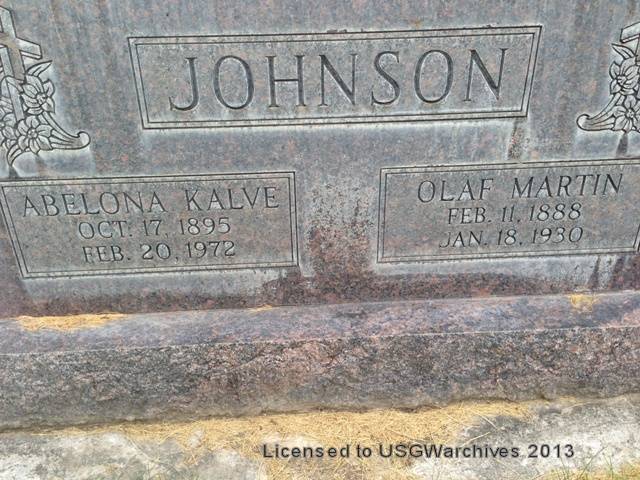 JOHNSON
ABELONA KALVE
OCT. 17, 1895
FEB. 20, 1972
OLAF MARTIN
FEB. 11, 1888
JAN. 18, 1930
Licensed to USGWarchives 2013